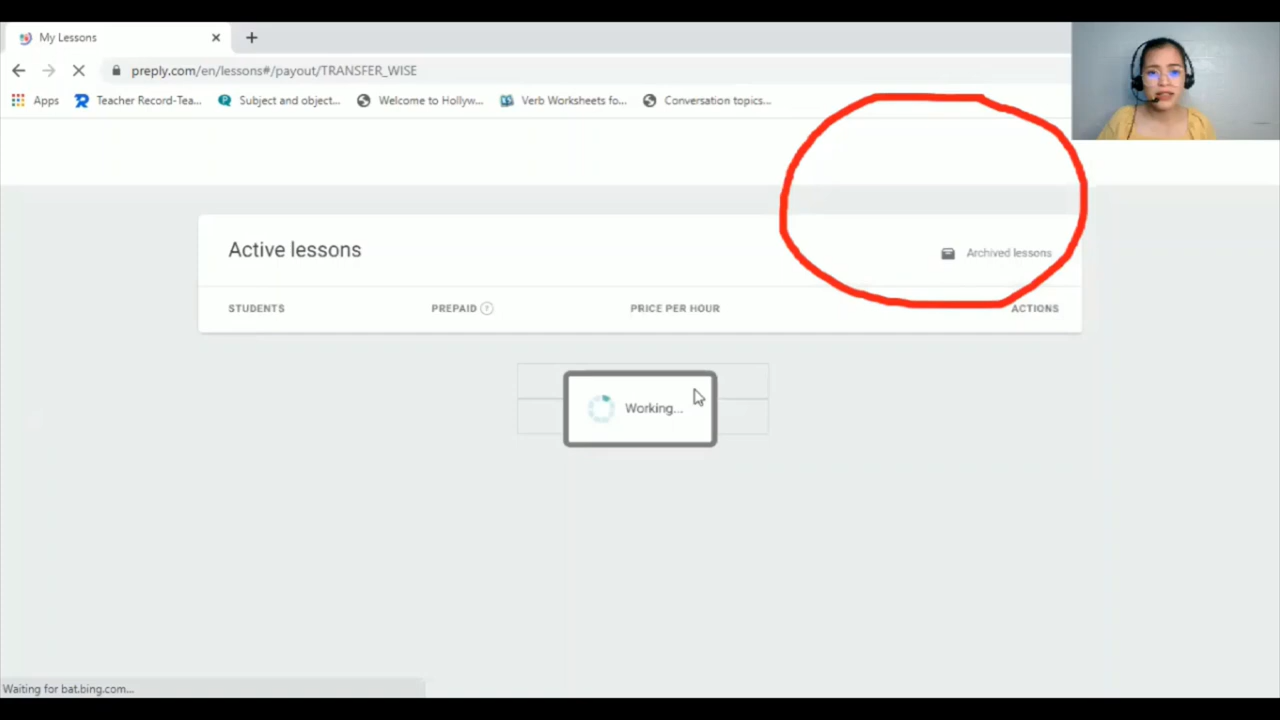 My Lessons
preply.com/en/lessons#/payout/TRANSFER_WISE
Apps Teacher Record-Tea... Subject and object... Welcome to Hollyw... Verb Worksheets fo... Conversation topics...
Active lessons
Archived lessons
STUDENTS PREPAID ? PRICE PER HOUR ACTIONS
Working...
Waiting for bat.bing.com...